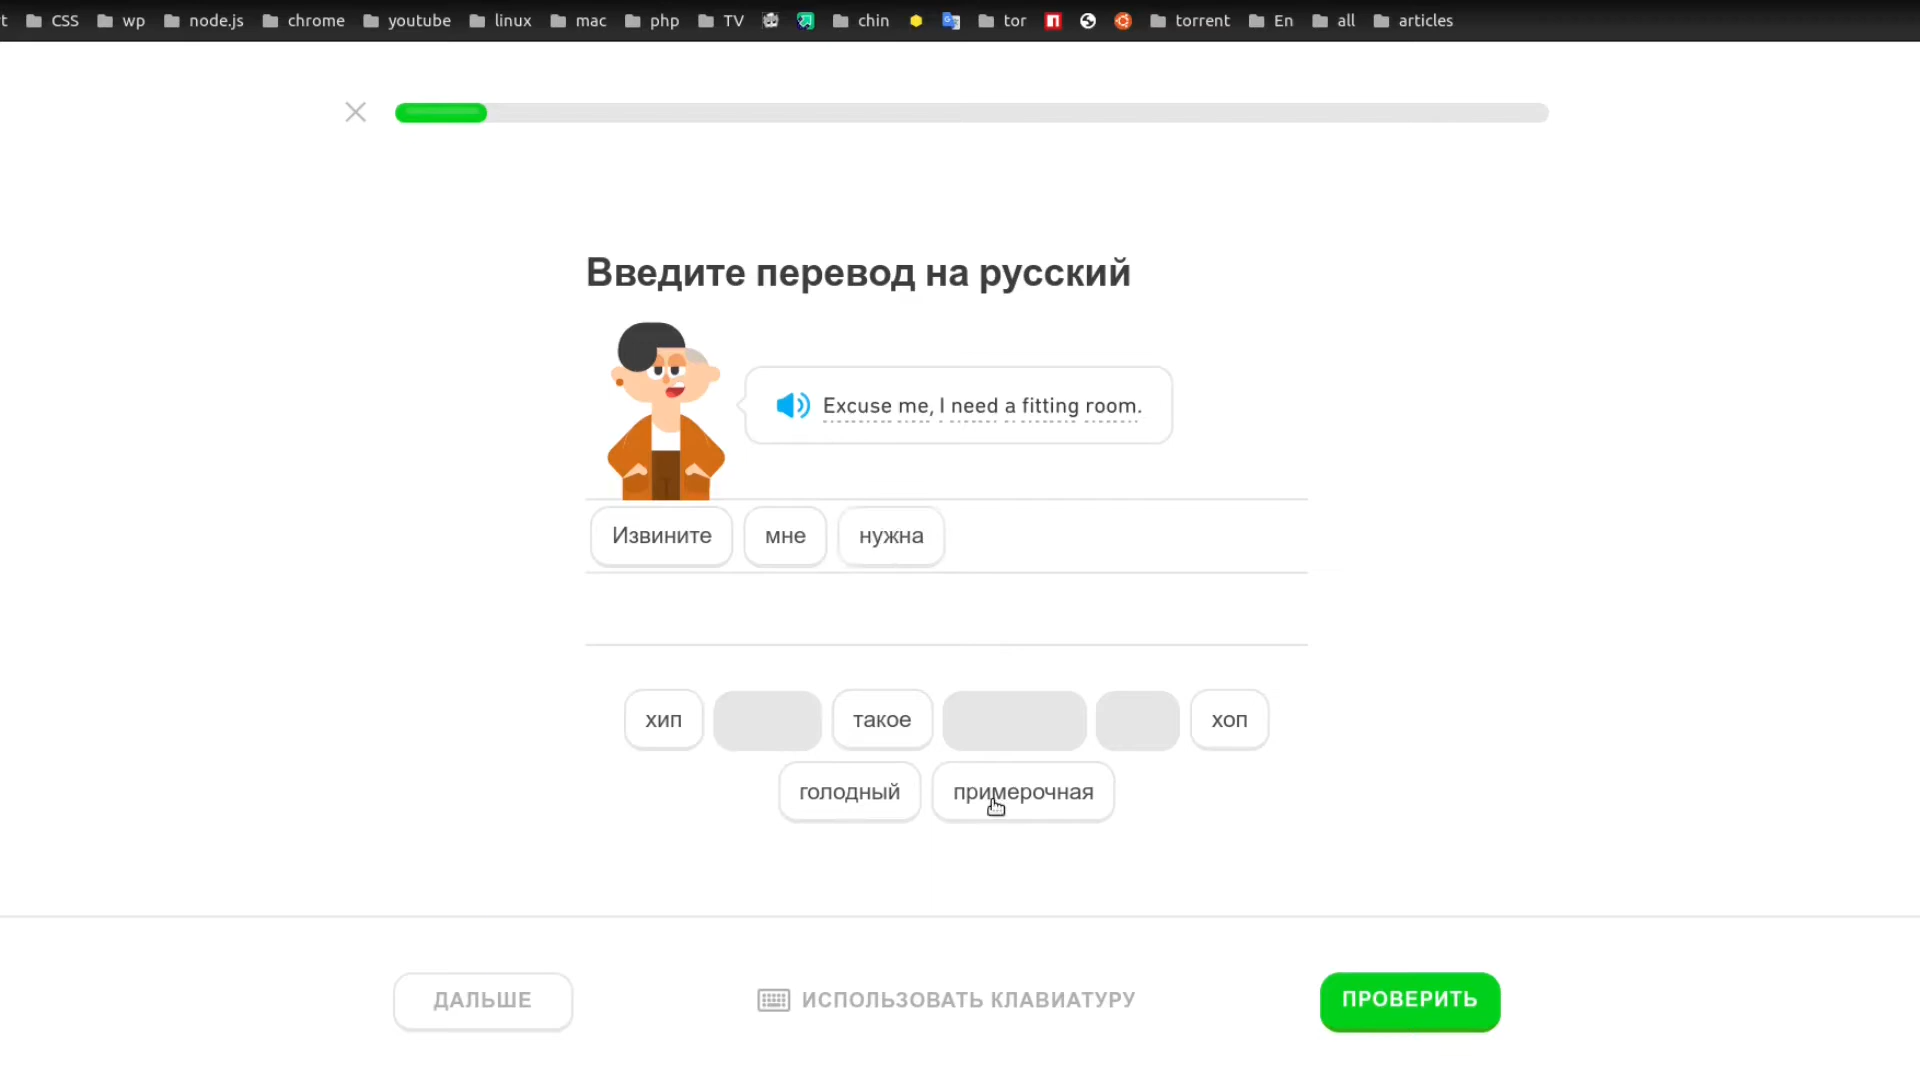 t CSS wp node.js chrome youtube linux mac php TV chin tor torrent En all articles
Введите перевод на русский
Excuse me, I need a fitting room.
Извините мне нужна
хип такое хоп
голодный примерочная
ДАЛЬШЕ ИСПОЛЬЗОВАТЬ КЛАВИАТУРУ ПРОВЕРИТЬ